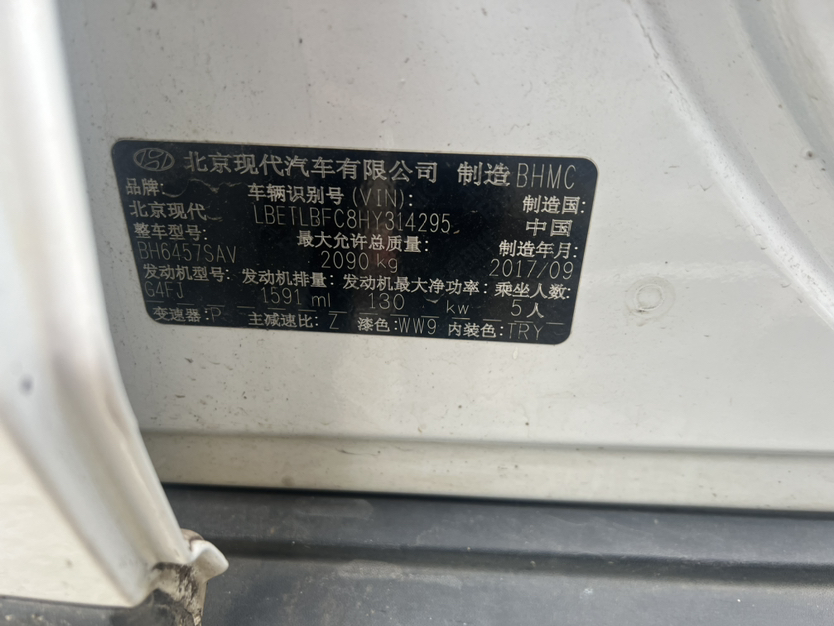 北京现代汽车有限公司 制造 BHMC
品牌: 车辆识别号(VIN): 制造国:
北京现代 LBETLBFC8HY314295 中国
整车型号: 最大允许总质量: 制造年月:
BH6457SAV 2090 kg 2017/09
发动机型号: 发动机排量: 发动机最大净功率: 乘坐人数:
G4FJ 1591 ml 130 kw 5人
变速器: P 主减速比: Z 漆色: WW9 内装色: TRY